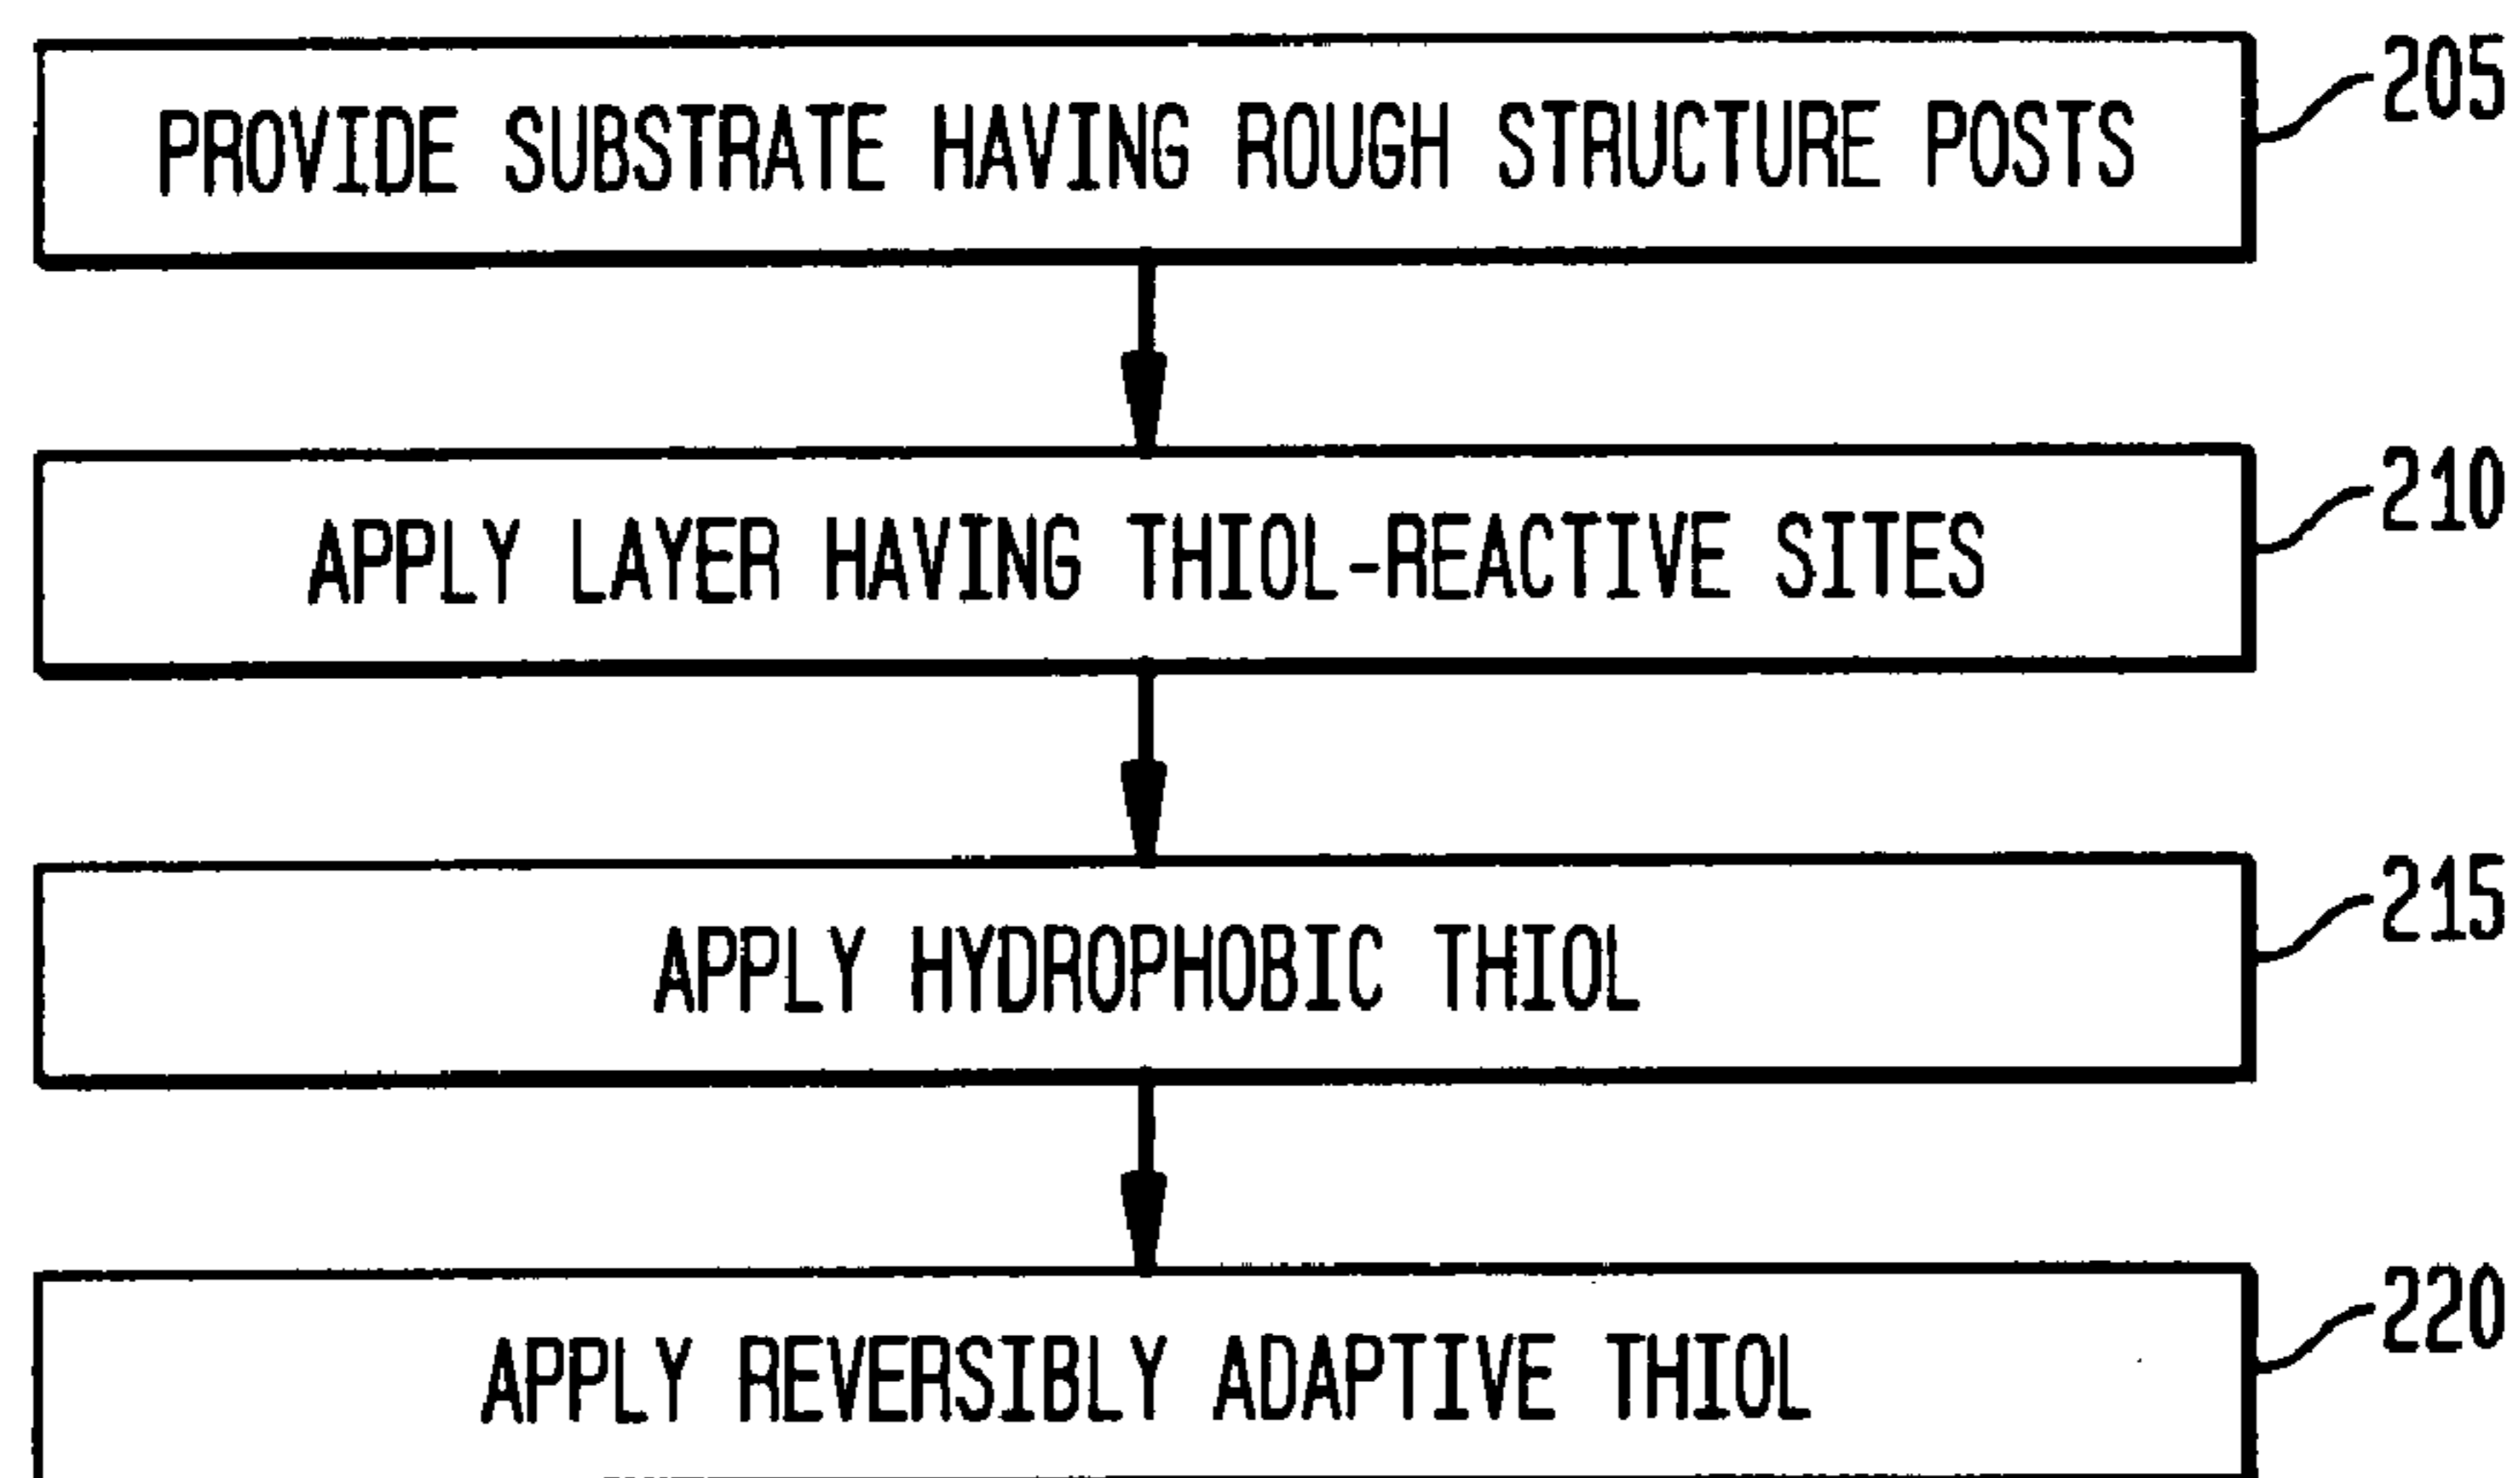 PROVIDE SUBSTRATE HAVING ROUGH STRUCTURE POSTS
205
APPLY LAYER HAVING THIOL-REACTIVE SITES
210
APPLY HYDROPHOBIC THIOL
215
APPLY REVERSIBLY ADAPTIVE THIOL
220